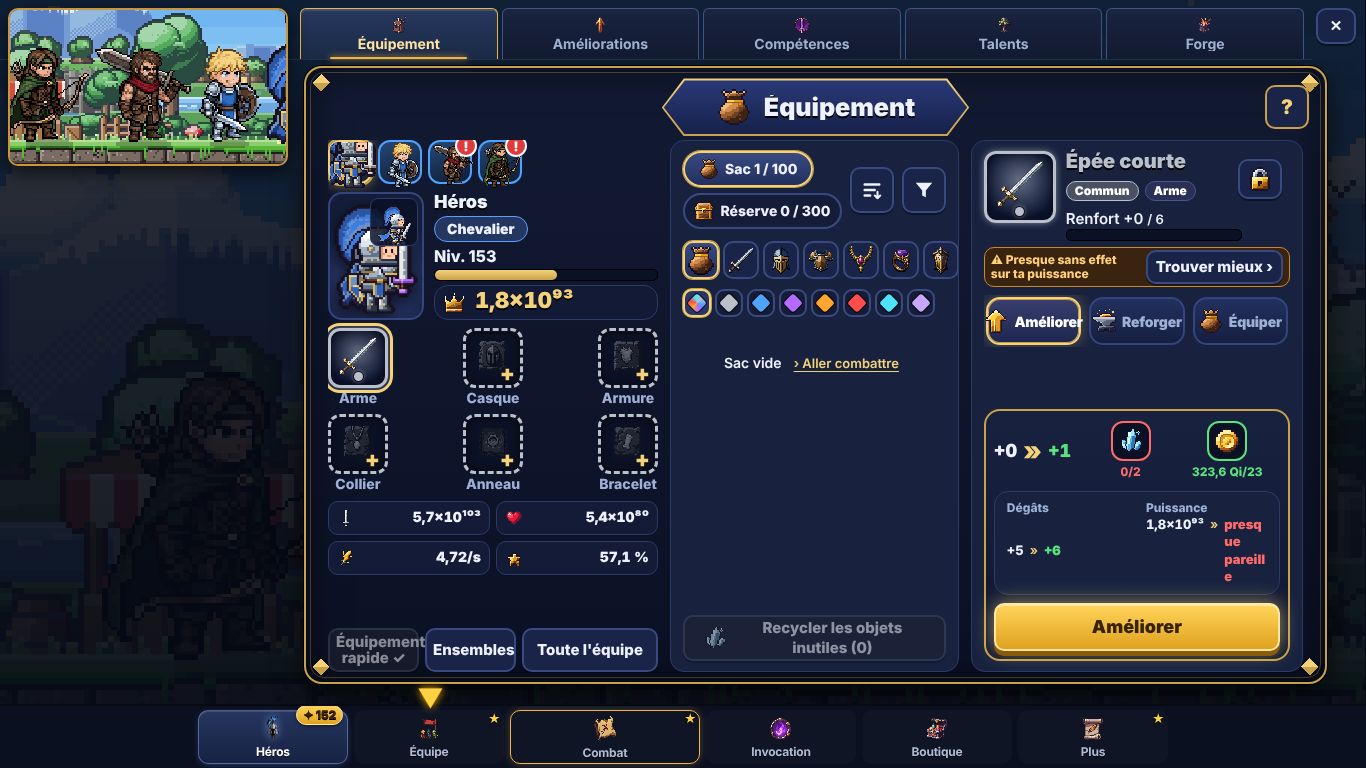 Équipement
Améliorations
Compétences
Talents
Forge
×
Équipement
?
!
!
Héros
Chevalier
Niv. 153
1,8×10⁹³
Arme
Casque
Armure
Collier
Anneau
Bracelet
5,7×10¹⁰³
5,4×10⁸⁰
4,72/s
57,1 %
Équipement
rapide ✓
Ensembles
Toute l'équipe
Sac 1 / 100
Réserve 0 / 300
Sac vide › Aller combattre
Recycler les objets
inutiles (0)
Épée courte
Commun
Arme
Renfort +0 / 6
⚠ Presque sans effet
sur ta puissance
Trouver mieux ›
Améliorer
Reforger
Équiper
+0 » +1
0/2
323,6 Qi/23
Dégâts
+5 » +6
Puissance
1,8×10⁹³ » presq
ue
pareill
e
Améliorer
✦ 152
Héros
Équipe
Combat
Invocation
Boutique
Plus